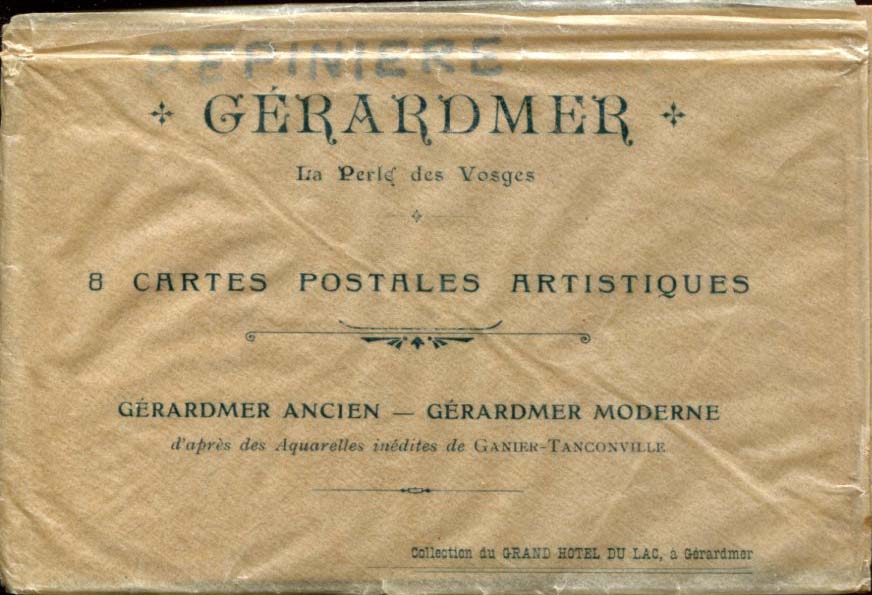 PEPINIERE
GÉRARDMER
La Perle des Vosges
8 CARTES POSTALES ARTISTIQUES
GÉRARDMER ANCIEN — GÉRARDMER MODERNE
d'après des Aquarelles inédites de GANIER-TANCONVILLE
Collection du GRAND HOTEL DU LAC, à Gérardmer